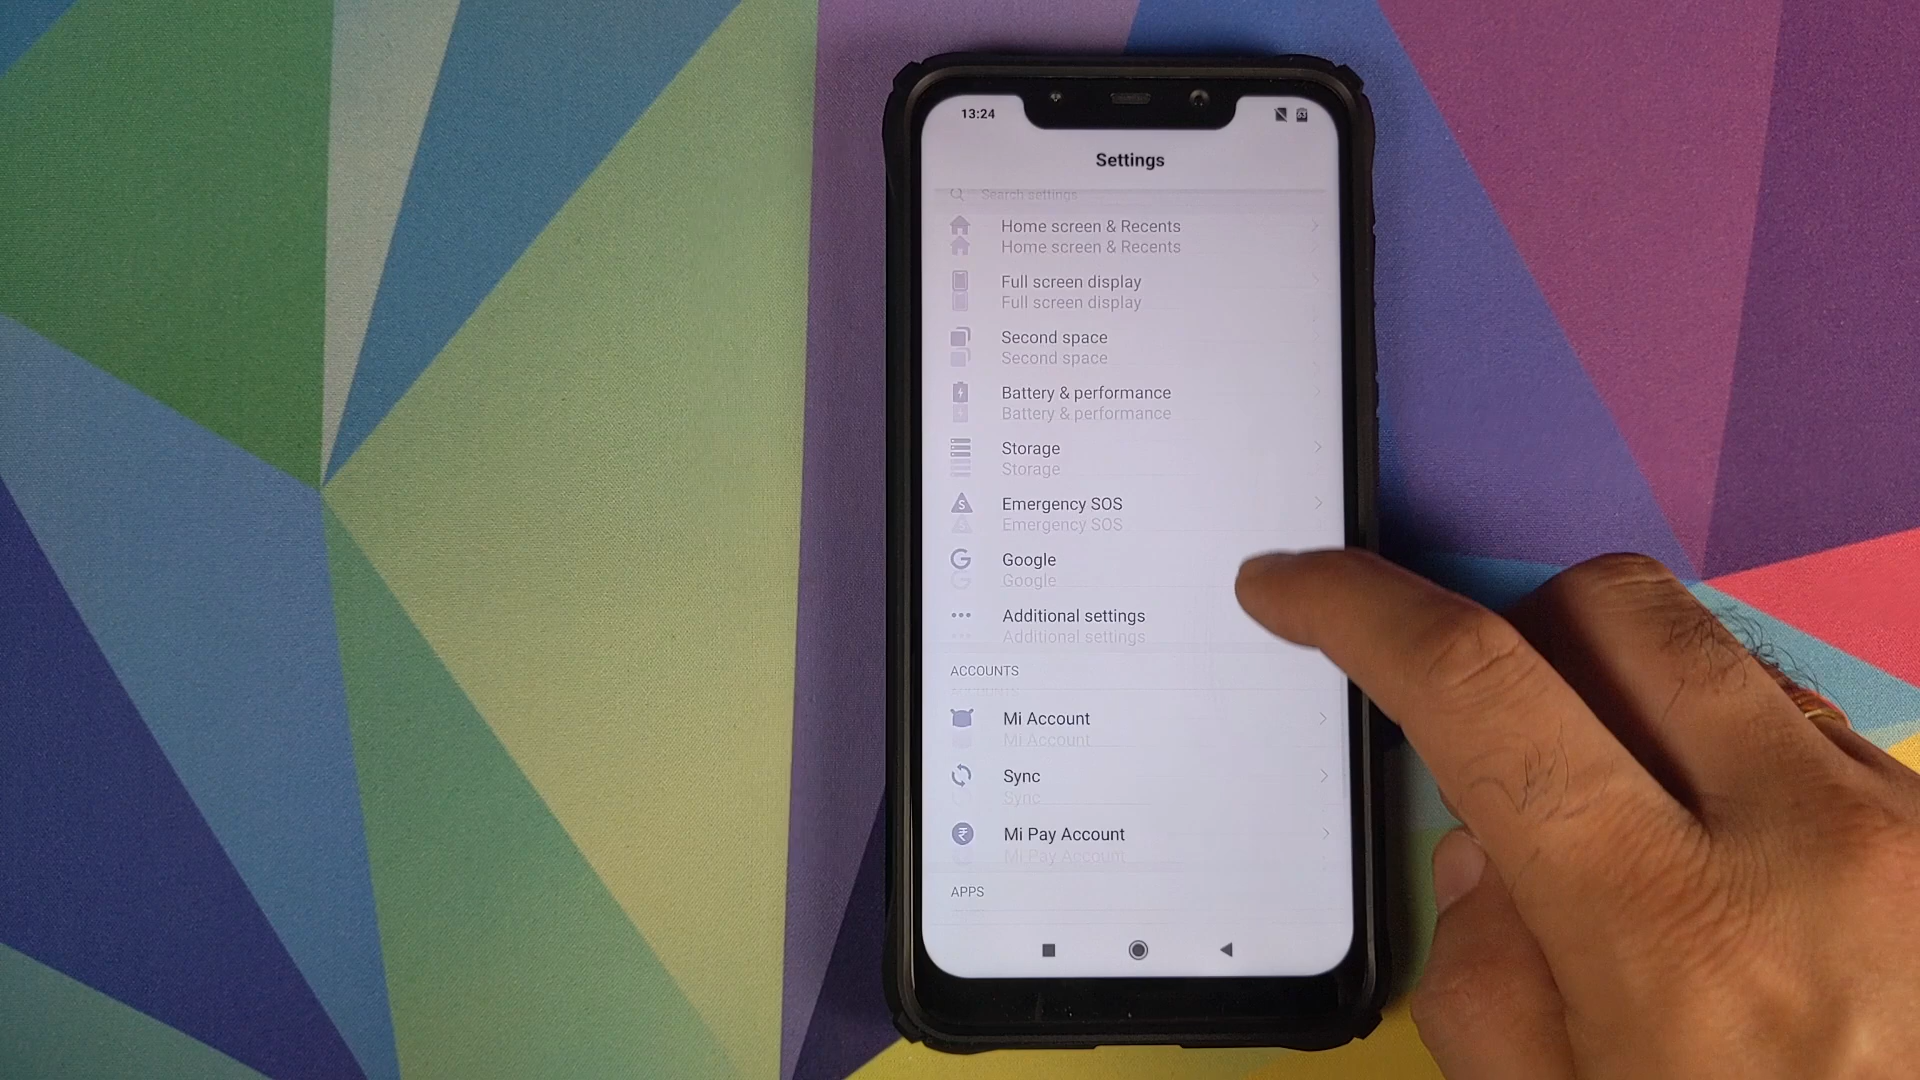 13:24
63
Settings
Search settings
Home screen & Recents
Home screen & Recents
Full screen display
Full screen display
Second space
Second space
Battery & performance
Battery & performance
Storage
Storage
Emergency SOS
Emergency SOS
Google
Google
Additional settings
Additional settings
ACCOUNTS
ACCOUNTS
Mi Account
Mi Account
Sync
Sync
Mi Pay Account
Mi Pay Account
APPS